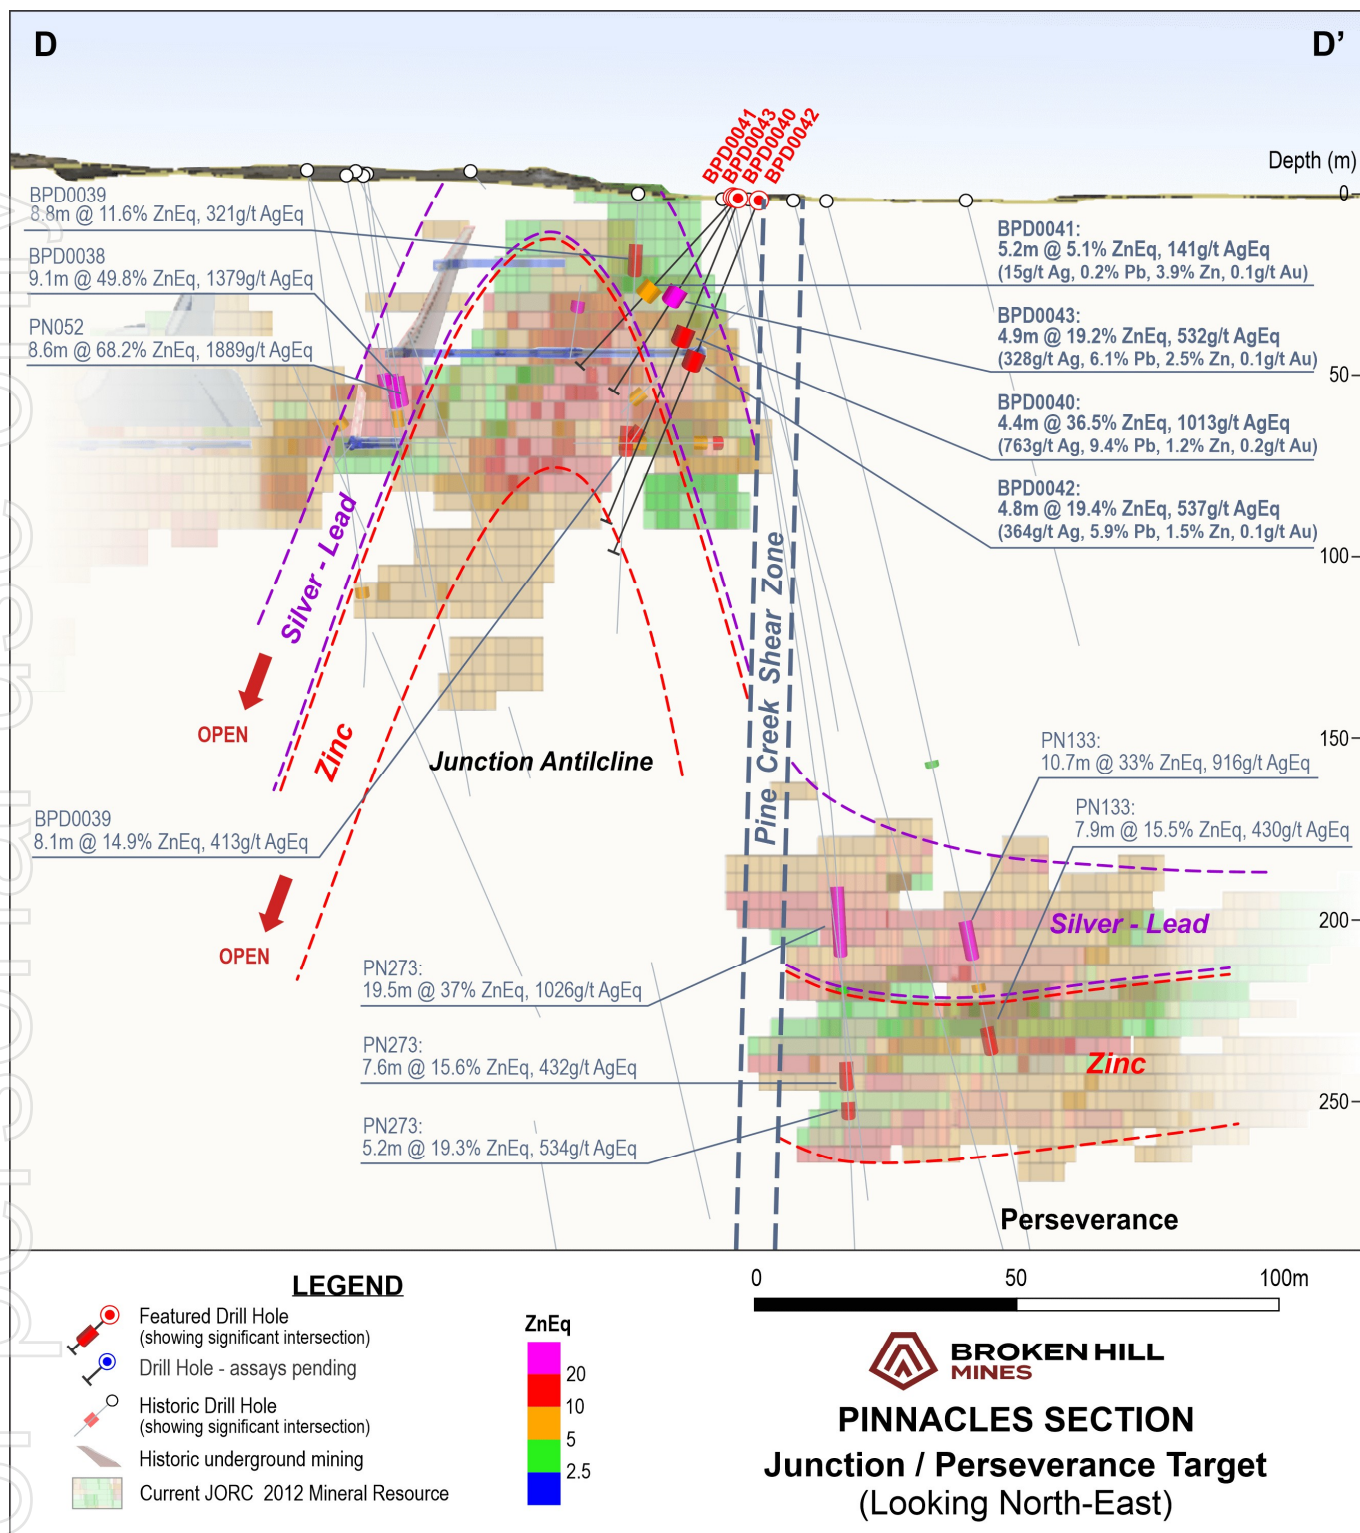 D
D'
BPD0041
BPD0043
BPD0040
BPD0042
Depth (m)
0
50
100
150
200
250
BPD0039
8.8m @ 11.6% ZnEq, 321g/t AgEq
BPD0038
9.1m @ 49.8% ZnEq, 1379g/t AgEq
PN052
8.6m @ 68.2% ZnEq, 1889g/t AgEq
BPD0041:
5.2m @ 5.1% ZnEq, 141g/t AgEq
(15g/t Ag, 0.2% Pb, 3.9% Zn, 0.1g/t Au)
BPD0043:
4.9m @ 19.2% ZnEq, 532g/t AgEq
(328g/t Ag, 6.1% Pb, 2.5% Zn, 0.1g/t Au)
BPD0040:
4.4m @ 36.5% ZnEq, 1013g/t AgEq
(763g/t Ag, 9.4% Pb, 1.2% Zn, 0.2g/t Au)
BPD0042:
4.8m @ 19.4% ZnEq, 537g/t AgEq
(364g/t Ag, 5.9% Pb, 1.5% Zn, 0.1g/t Au)
Silver - Lead
OPEN
Zinc
Junction Antilcline
Pine Creek Shear Zone
PN133:
10.7m @ 33% ZnEq, 916g/t AgEq
PN133:
7.9m @ 15.5% ZnEq, 430g/t AgEq
BPD0039
8.1m @ 14.9% ZnEq, 413g/t AgEq
OPEN
Silver - Lead
PN273:
19.5m @ 37% ZnEq, 1026g/t AgEq
PN273:
7.6m @ 15.6% ZnEq, 432g/t AgEq
Zinc
PN273:
5.2m @ 19.3% ZnEq, 534g/t AgEq
Perseverance
LEGEND
Featured Drill Hole
(showing significant intersection)
Drill Hole - assays pending
Historic Drill Hole
(showing significant intersection)
Historic underground mining
Current JORC 2012 Mineral Resource
ZnEq
20
10
5
2.5
0 50 100m
BROKEN HILL
MINES
PINNACLES SECTION
Junction / Perseverance Target
(Looking North-East)